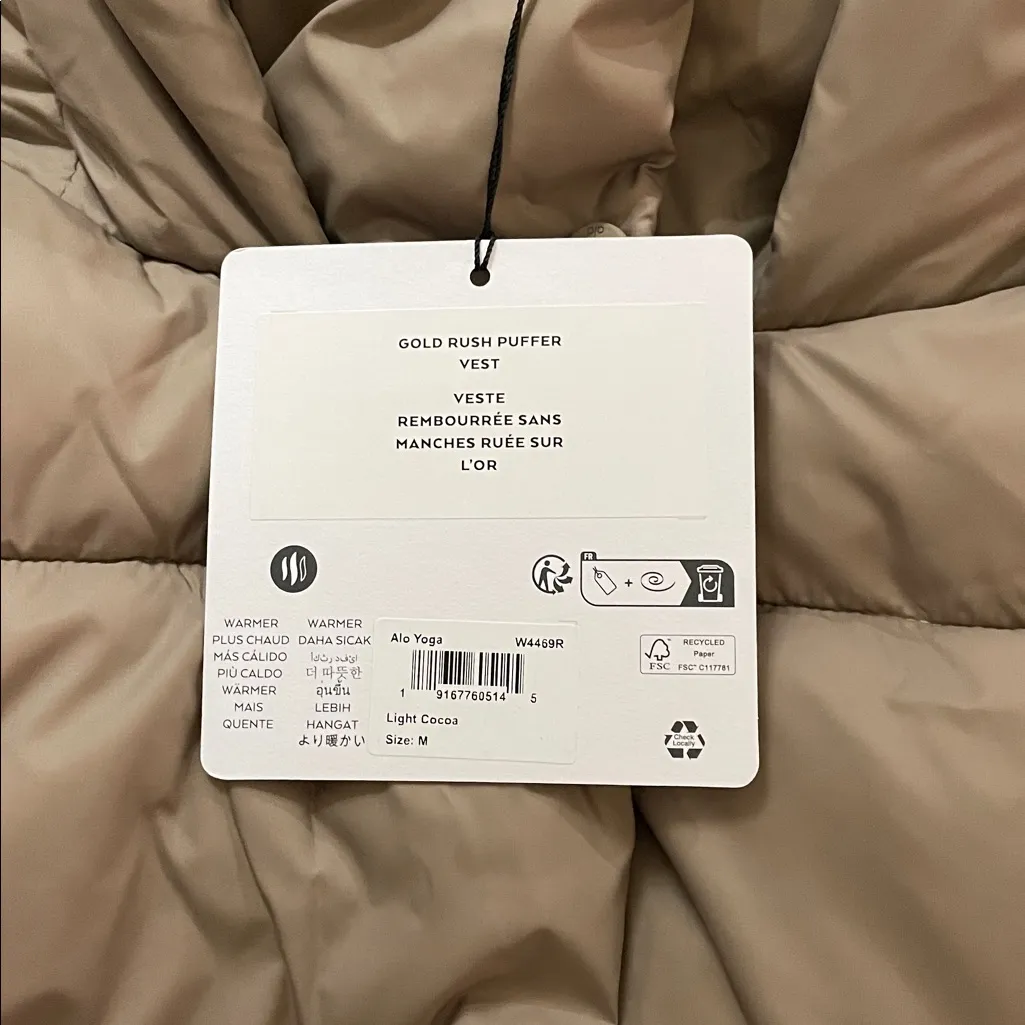 GOLD RUSH PUFFER
VEST
VESTE
REMBOURRÉE SANS
MANCHES RUÉE SUR
L'OR
FR
+
WARMER
PLUS CHAUD
MÁS CÁLIDO
PIÙ CALDO
WÄRMER
MAIS
QUENTE
WARMER
DAHA SICAK
더 따뜻한
อุ่นขึ้น
LEBIH
HANGAT
より暖かい
Alo Yoga W4469R
1 9167760514 5
Light Cocoa
Size: M
FSC
RECYCLED
Paper
FSC® C117781
Check
Locally